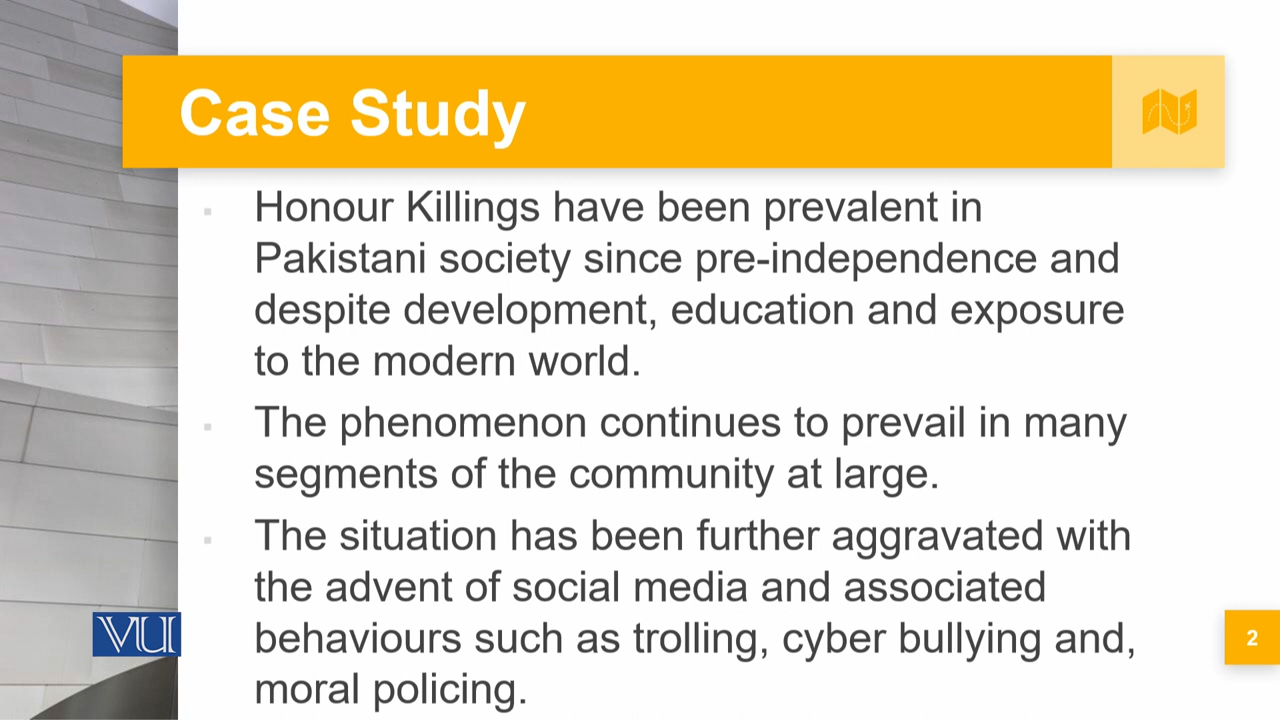 Case Study
Honour Killings have been prevalent in
Pakistani society since pre-independence and
despite development, education and exposure
to the modern world.
The phenomenon continues to prevail in many
segments of the community at large.
The situation has been further aggravated with
the advent of social media and associated
behaviours such as trolling, cyber bullying and,
moral policing.
VU
2